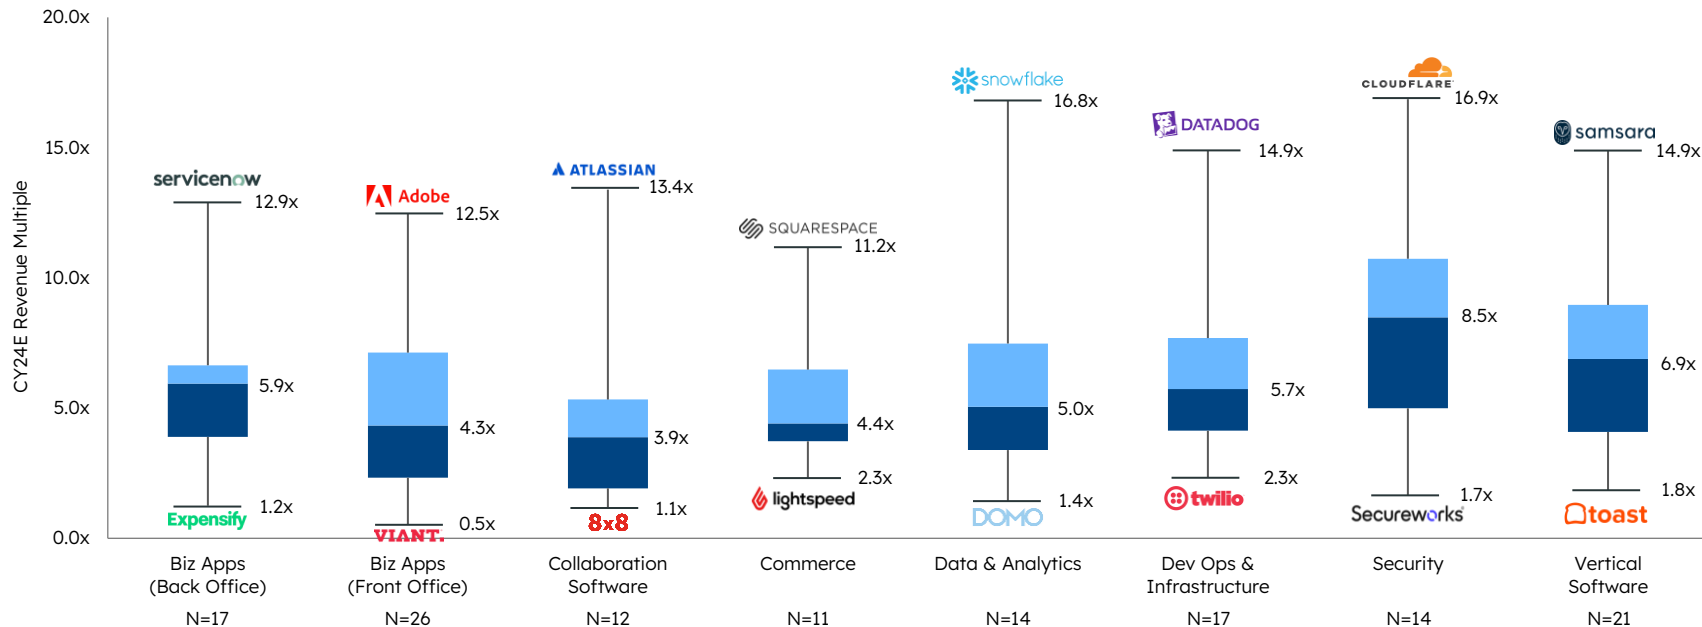 20.0x
15.0x
10.0x
5.0x
0.0x
CY24E Revenue Multiple
servicenow
12.9x
5.9x
1.2x
Expensify
Biz Apps
(Back Office)
N=17
Adobe
12.5x
4.3x
0.5x
VIANT.
Biz Apps
(Front Office)
N=26
ATLASSIAN
13.4x
3.9x
1.1x
8x8
Collaboration
Software
N=12
SQUARESPACE
11.2x
4.4x
2.3x
lightspeed
Commerce
N=11
snowflake
16.8x
5.0x
1.4x
DOMO
Data & Analytics
N=14
DATADOG
14.9x
5.7x
2.3x
twilio
Dev Ops &
Infrastructure
N=17
CLOUDFLARE
16.9x
8.5x
1.7x
Secureworks
Security
N=14
samsara
14.9x
6.9x
1.8x
toast
Vertical
Software
N=21